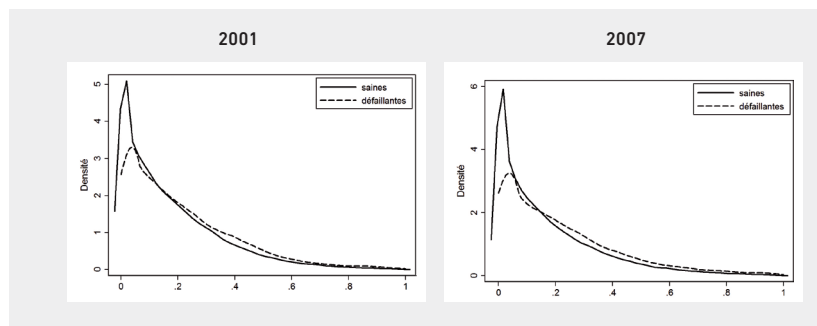 2001
saines
défaillantes
Densité
5
4
3
2
1
0
0 .2 .4 .6 .8 1
2007
saines
défaillantes
Densité
6
4
2
0
0 .2 .4 .6 .8 1